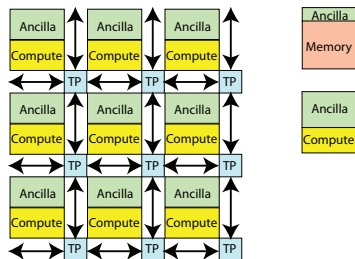 Ancilla Ancilla Ancilla Ancilla
Compute Compute Compute Memory
TP TP TP
Ancilla Ancilla Ancilla Ancilla
Compute Compute Compute Compute
TP TP TP
Ancilla Ancilla Ancilla
Compute Compute Compute
TP TP TP